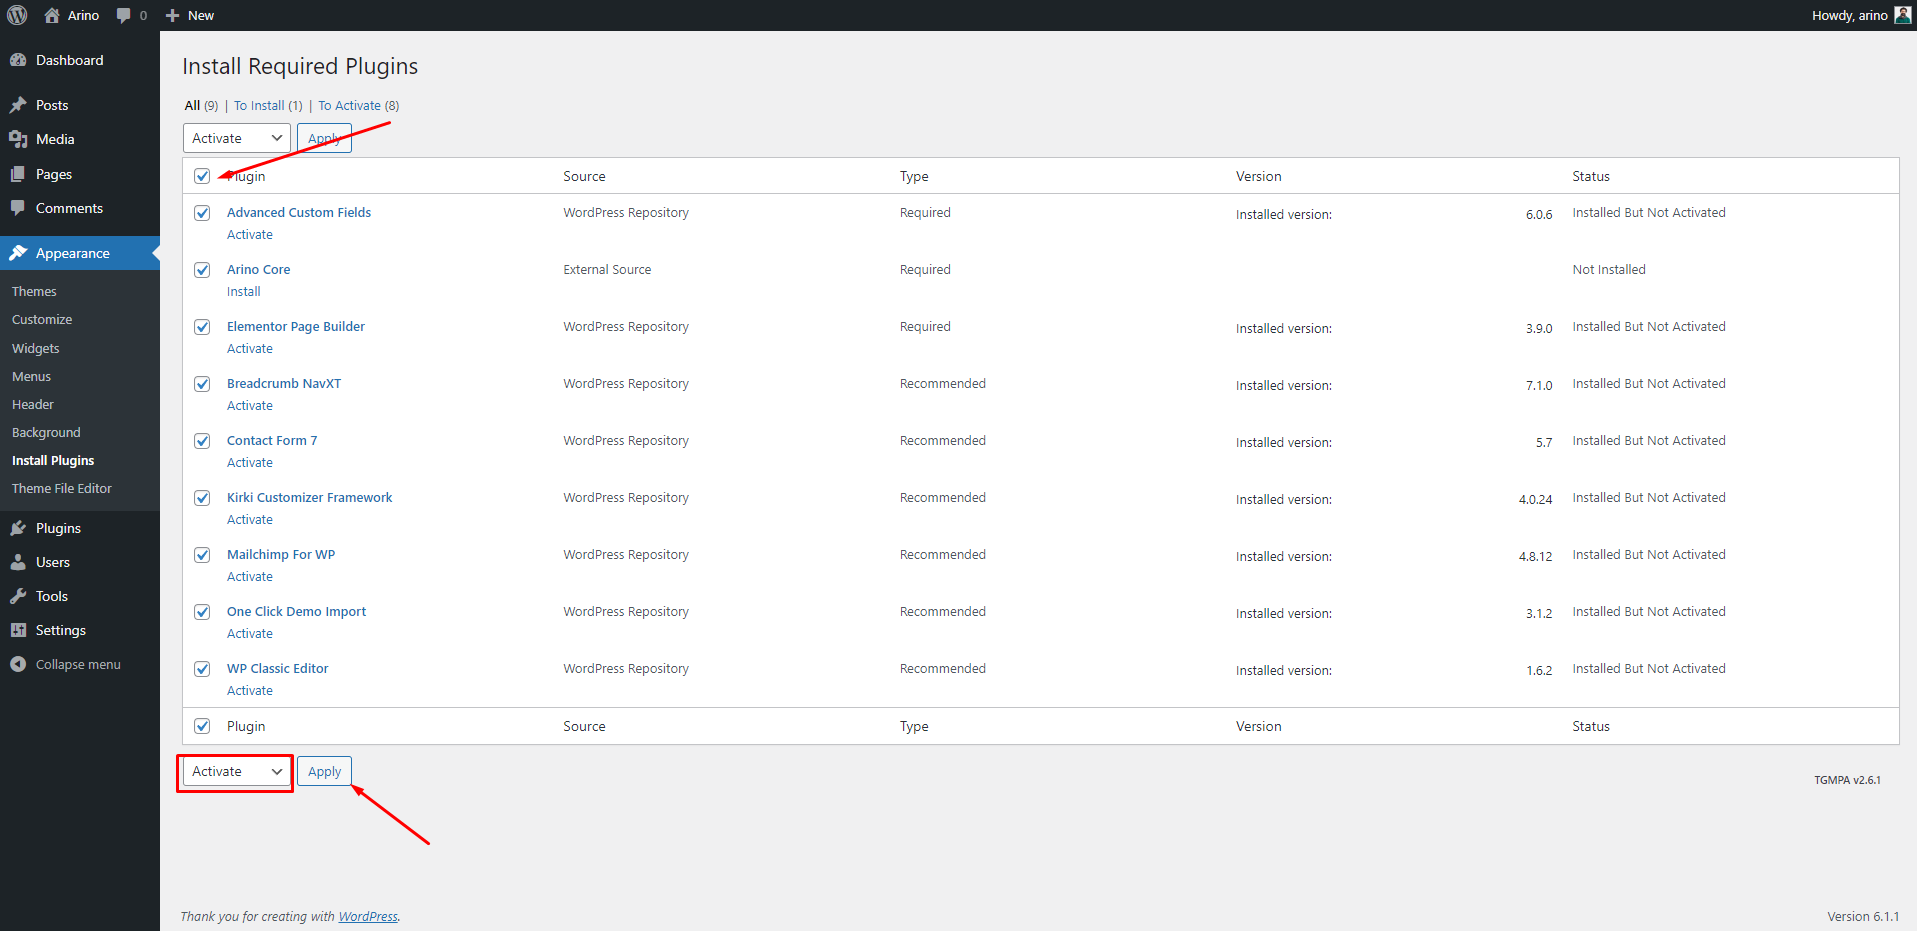 Arino 0 New Howdy, arino
Dashboard
Posts
Media
Pages
Comments
Appearance
Themes
Customize
Widgets
Menus
Header
Background
Install Plugins
Theme File Editor
Plugins
Users
Tools
Settings
Collapse menu
Install Required Plugins
All (9) | To Install (1) | To Activate (8)
Activate Apply
Plugin Source Type Version Status
Advanced Custom Fields WordPress Repository Required Installed version: 6.0.6 Installed But Not Activated
Activate
Arino Core External Source Required Not Installed
Install
Elementor Page Builder WordPress Repository Required Installed version: 3.9.0 Installed But Not Activated
Activate
Breadcrumb NavXT WordPress Repository Recommended Installed version: 7.1.0 Installed But Not Activated
Activate
Contact Form 7 WordPress Repository Recommended Installed version: 5.7 Installed But Not Activated
Activate
Kirki Customizer Framework WordPress Repository Recommended Installed version: 4.0.24 Installed But Not Activated
Activate
Mailchimp For WP WordPress Repository Recommended Installed version: 4.8.12 Installed But Not Activated
Activate
One Click Demo Import WordPress Repository Recommended Installed version: 3.1.2 Installed But Not Activated
Activate
WP Classic Editor WordPress Repository Recommended Installed version: 1.6.2 Installed But Not Activated
Activate
Plugin Source Type Version Status
Activate Apply
TGMPA v2.6.1
Thank you for creating with WordPress. Version 6.1.1